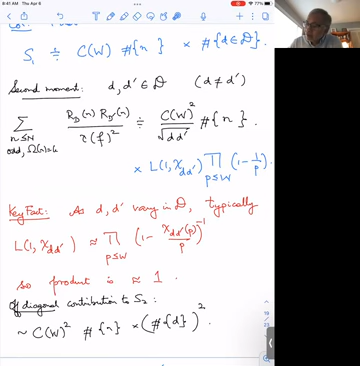 8:41 AM Thu Apr 6
S₁ ≑ C(W) #{n} × #{d ∈ 𝒟}.
Second moment : d, d′ ∈ 𝒟 (d ≠ d′)
∑_{n≤N, odd, Ω(n)=k} R_D(n) R_D′(n) / τ(f)² ≑ C(W)² / √dd′ #{n}.
× L(1, χ_dd′) ∏_{p≤W} (1 − 1/p).
Key Fact : As d, d′ vary in 𝒟, typically
L(1, χ_dd′) ≈ ∏_{p≤W} (1 − χ_dd′(p)/p)⁻¹
so product is ≈ 1.
Off diagonal contribution to S₂ :
~ C(W)² #{n} × (#{d})².